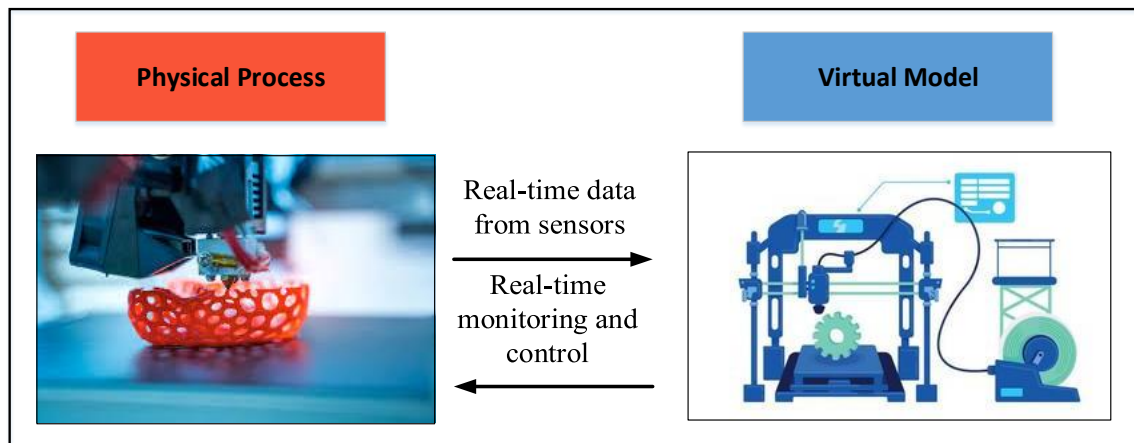 Physical Process
Virtual Model
Real-time data
from sensors
Real-time
monitoring and
control